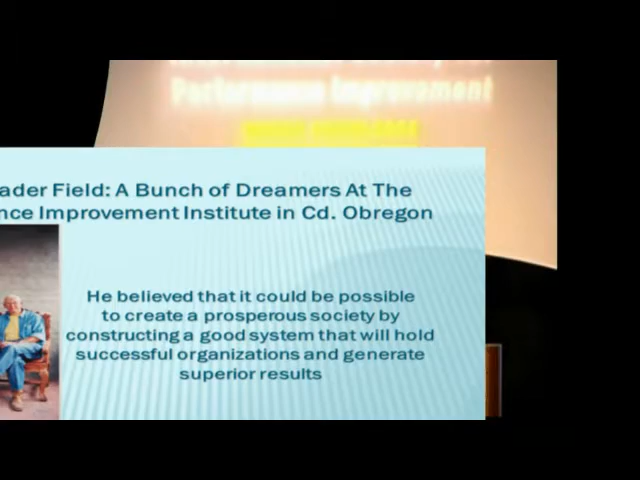 Performance Improvement
ader Field: A Bunch of Dreamers At The
nce Improvement Institute in Cd. Obregon
He believed that it could be possible
to create a prosperous society by
constructing a good system that will hold
successful organizations and generate
superior results